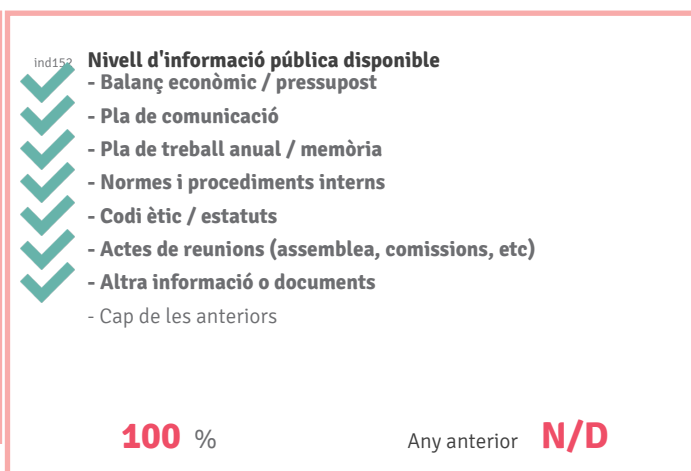 ind152 Nivell d'informació pública disponible
- Balanç econòmic / pressupost
- Pla de comunicació
- Pla de treball anual / memòria
- Normes i procediments interns
- Codi ètic / estatuts
- Actes de reunions (assemblea, comissions, etc)
- Altra informació o documents
- Cap de les anteriors
100 % Any anterior N/D